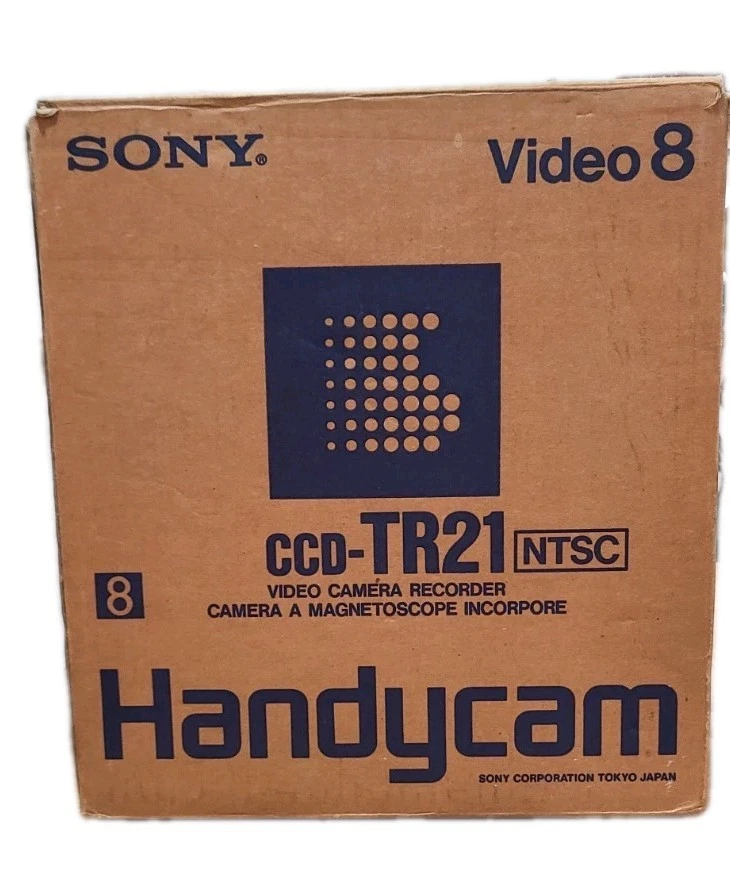 SONY®
Video 8
CCD-TR21 NTSC
8
VIDEO CAMERA RECORDER
CAMERA A MAGNETOSCOPE INCORPORE
Handycam
SONY CORPORATION TOKYO JAPAN